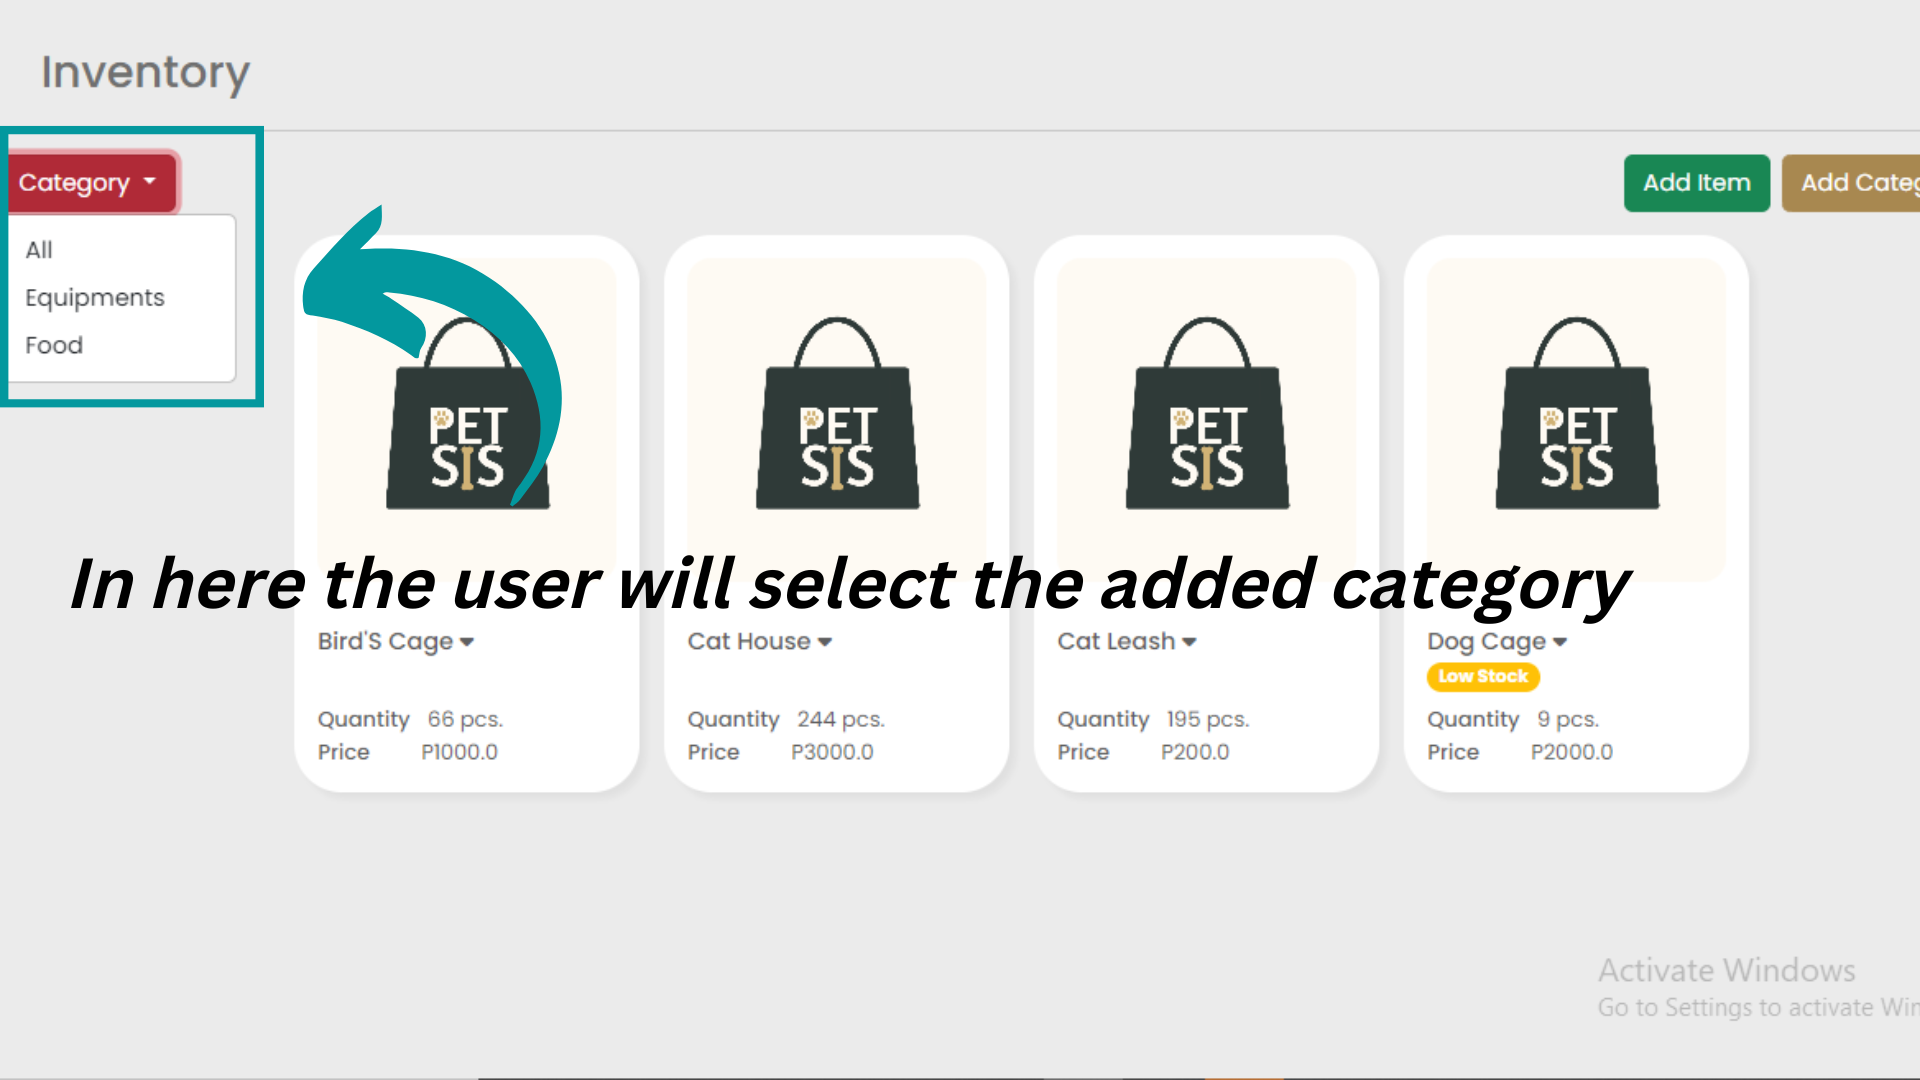 Inventory
Category
Add Item
Add Categ
All
Equipments
Food
PET
SIS
PET
SIS
PET
SIS
PET
SIS
In here the user will select the added category
Bird'S Cage
Quantity 66 pcs.
Price P1000.0
Cat House
Quantity 244 pcs.
Price P3000.0
Cat Leash
Quantity 195 pcs.
Price P200.0
Dog Cage
Low Stock
Quantity 9 pcs.
Price P2000.0
Activate Windows
Go to Settings to activate Win